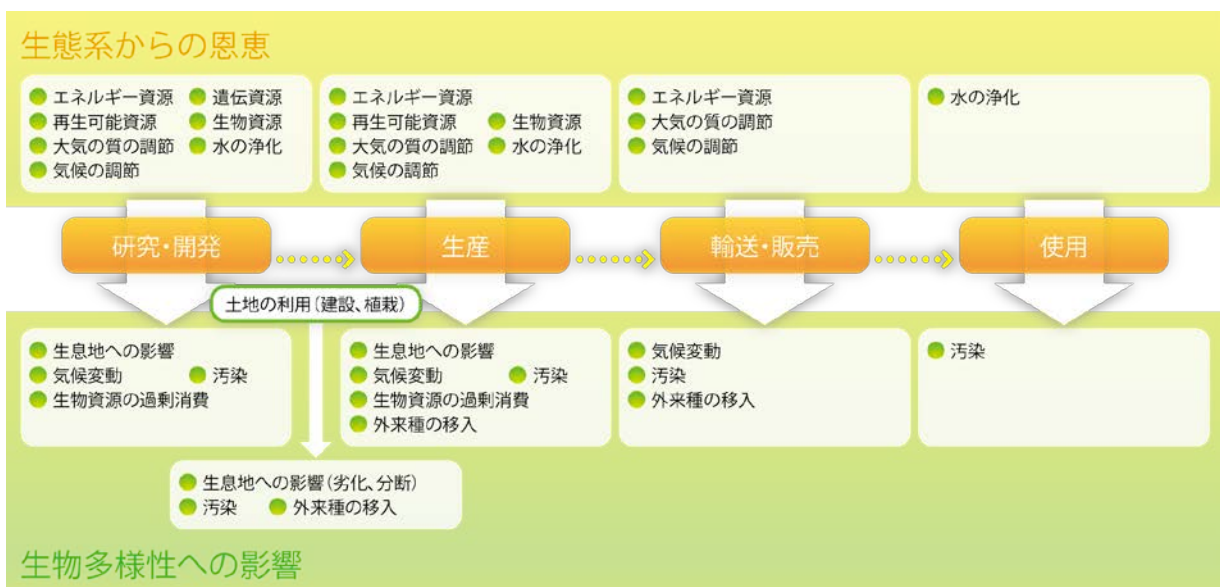 生態系からの恩恵
エネルギー資源 遺伝資源
再生可能資源 生物資源
大気の質の調節 水の浄化
気候の調節
エネルギー資源
再生可能資源 生物資源
大気の質の調節 水の浄化
気候の調節
エネルギー資源
大気の質の調節
気候の調節
水の浄化
研究・開発
生産
輸送・販売
使用
土地の利用(建設、植栽)
生息地への影響
気候変動 汚染
生物資源の過剰消費
生息地への影響
気候変動 汚染
生物資源の過剰消費
外来種の移入
気候変動
汚染
外来種の移入
汚染
生息地への影響(劣化、分断)
汚染 外来種の移入
生物多様性への影響